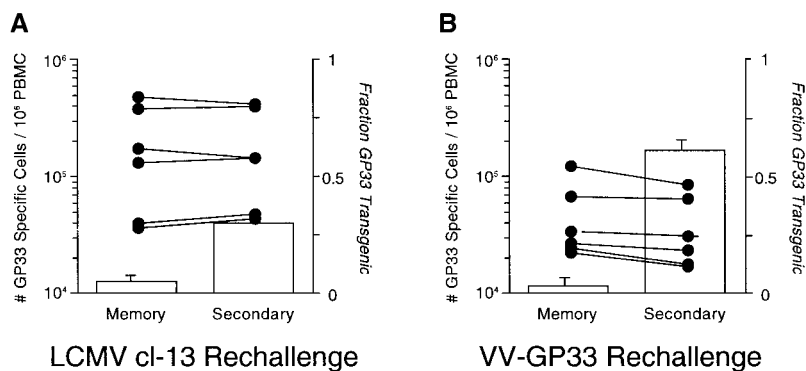 A
# GP33 Specific Cells / 10⁶ PBMC
10⁶
10⁵
10⁴
1
0.5
0
Fraction GP33 Transgenic
Memory
Secondary
LCMV cl-13 Rechallenge
B
# GP33 Specific Cells / 10⁶ PBMC
10⁶
10⁵
10⁴
1
0.5
0
Fraction GP33 Transgenic
Memory
Secondary
VV-GP33 Rechallenge